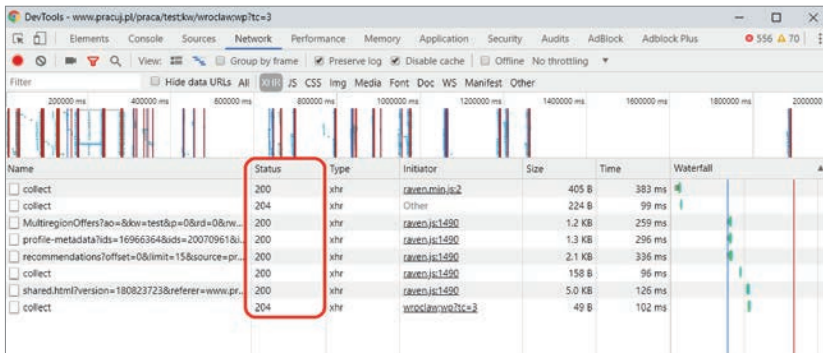 DevTools - www.pracuj.pl/praca/test;kw/wroclaw;wp?tc=3
Elements Console Sources Network Performance Memory Application Security Audits AdBlock Adblock Plus 556 70
View: Group by frame Preserve log Disable cache Offline No throttling
Filter Hide data URLs All XHR JS CSS Img Media Font Doc WS Manifest Other
200000 ms 400000 ms 600000 ms 800000 ms 1000000 ms 1200000 ms 1400000 ms 1600000 ms 1800000 ms 2000000
Name Status Type Initiator Size Time Waterfall
collect 200 xhr raven.min.js:2 405 B 383 ms
collect 204 xhr Other 224 B 99 ms
MultiregionOffers?ao=&kw=test&p=0&rd=0&rw... 200 xhr raven.js:1490 1.2 KB 259 ms
profile-metadata?ids=16966364&ids=20070961&i... 200 xhr raven.js:1490 1.3 KB 296 ms
recommendations?offset=0&limit=15&source=pr... 200 xhr raven.js:1490 2.1 KB 336 ms
collect 200 xhr raven.js:1490 158 B 96 ms
shared.html?version=180823723&referer=www.pr... 200 xhr raven.js:1490 5.0 KB 126 ms
collect 204 xhr wroclaw;wp?tc=3 49 B 102 ms